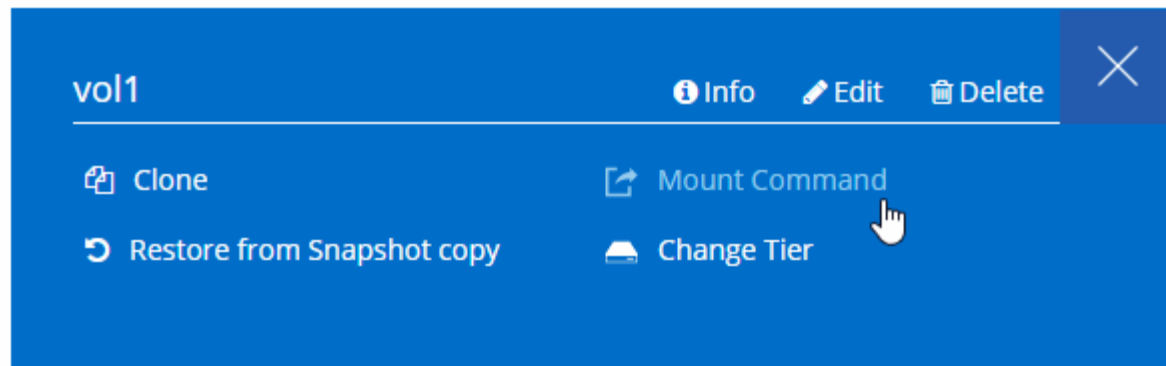 vol1 Info Edit Delete
Clone Mount Command
Restore from Snapshot copy Change Tier